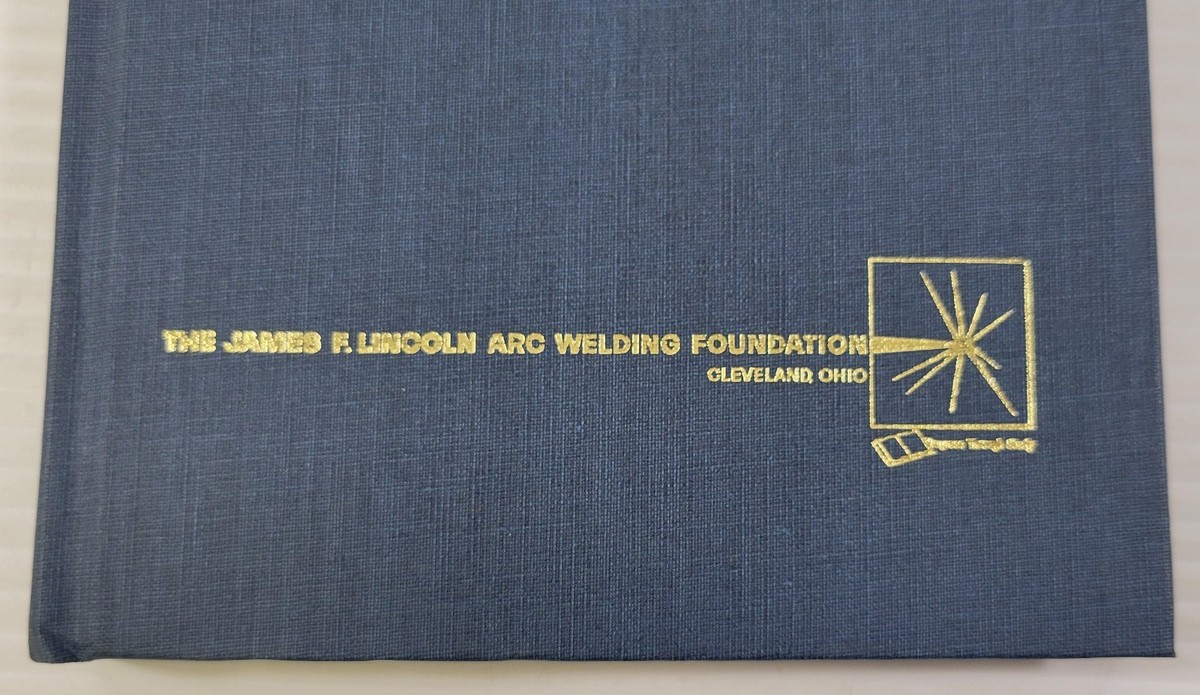 THE JAMES F. LINCOLN ARC WELDING FOUNDATION
CLEVELAND, OHIO